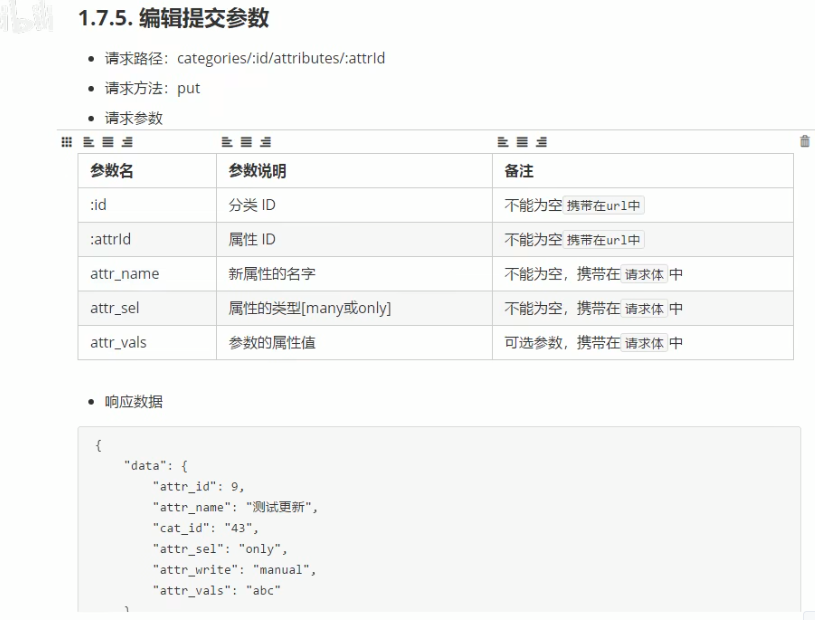 1.7.5. 编辑提交参数
请求路径：categories/:id/attributes/:attrId
请求方法：put
请求参数
参数名 参数说明 备注
:id 分类 ID 不能为空携带在url中
:attrId 属性 ID 不能为空携带在url中
attr_name 新属性的名字 不能为空，携带在请求体中
attr_sel 属性的类型[many或only] 不能为空，携带在请求体中
attr_vals 参数的属性值 可选参数，携带在请求体中
响应数据
{
"data": {
"attr_id": 9,
"attr_name": "测试更新",
"cat_id": "43",
"attr_sel": "only",
"attr_write": "manual",
"attr_vals": "abc"
}